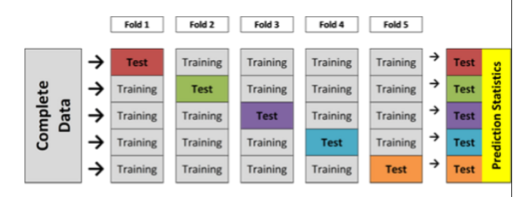 Fold 1 Fold 2 Fold 3 Fold 4 Fold 5
Complete Data
Test Training Training Training Training Test
Training Test Training Training Training Test
Training Training Test Training Training Test
Training Training Training Test Training Test
Training Training Training Training Test Test
Prediction Statistics